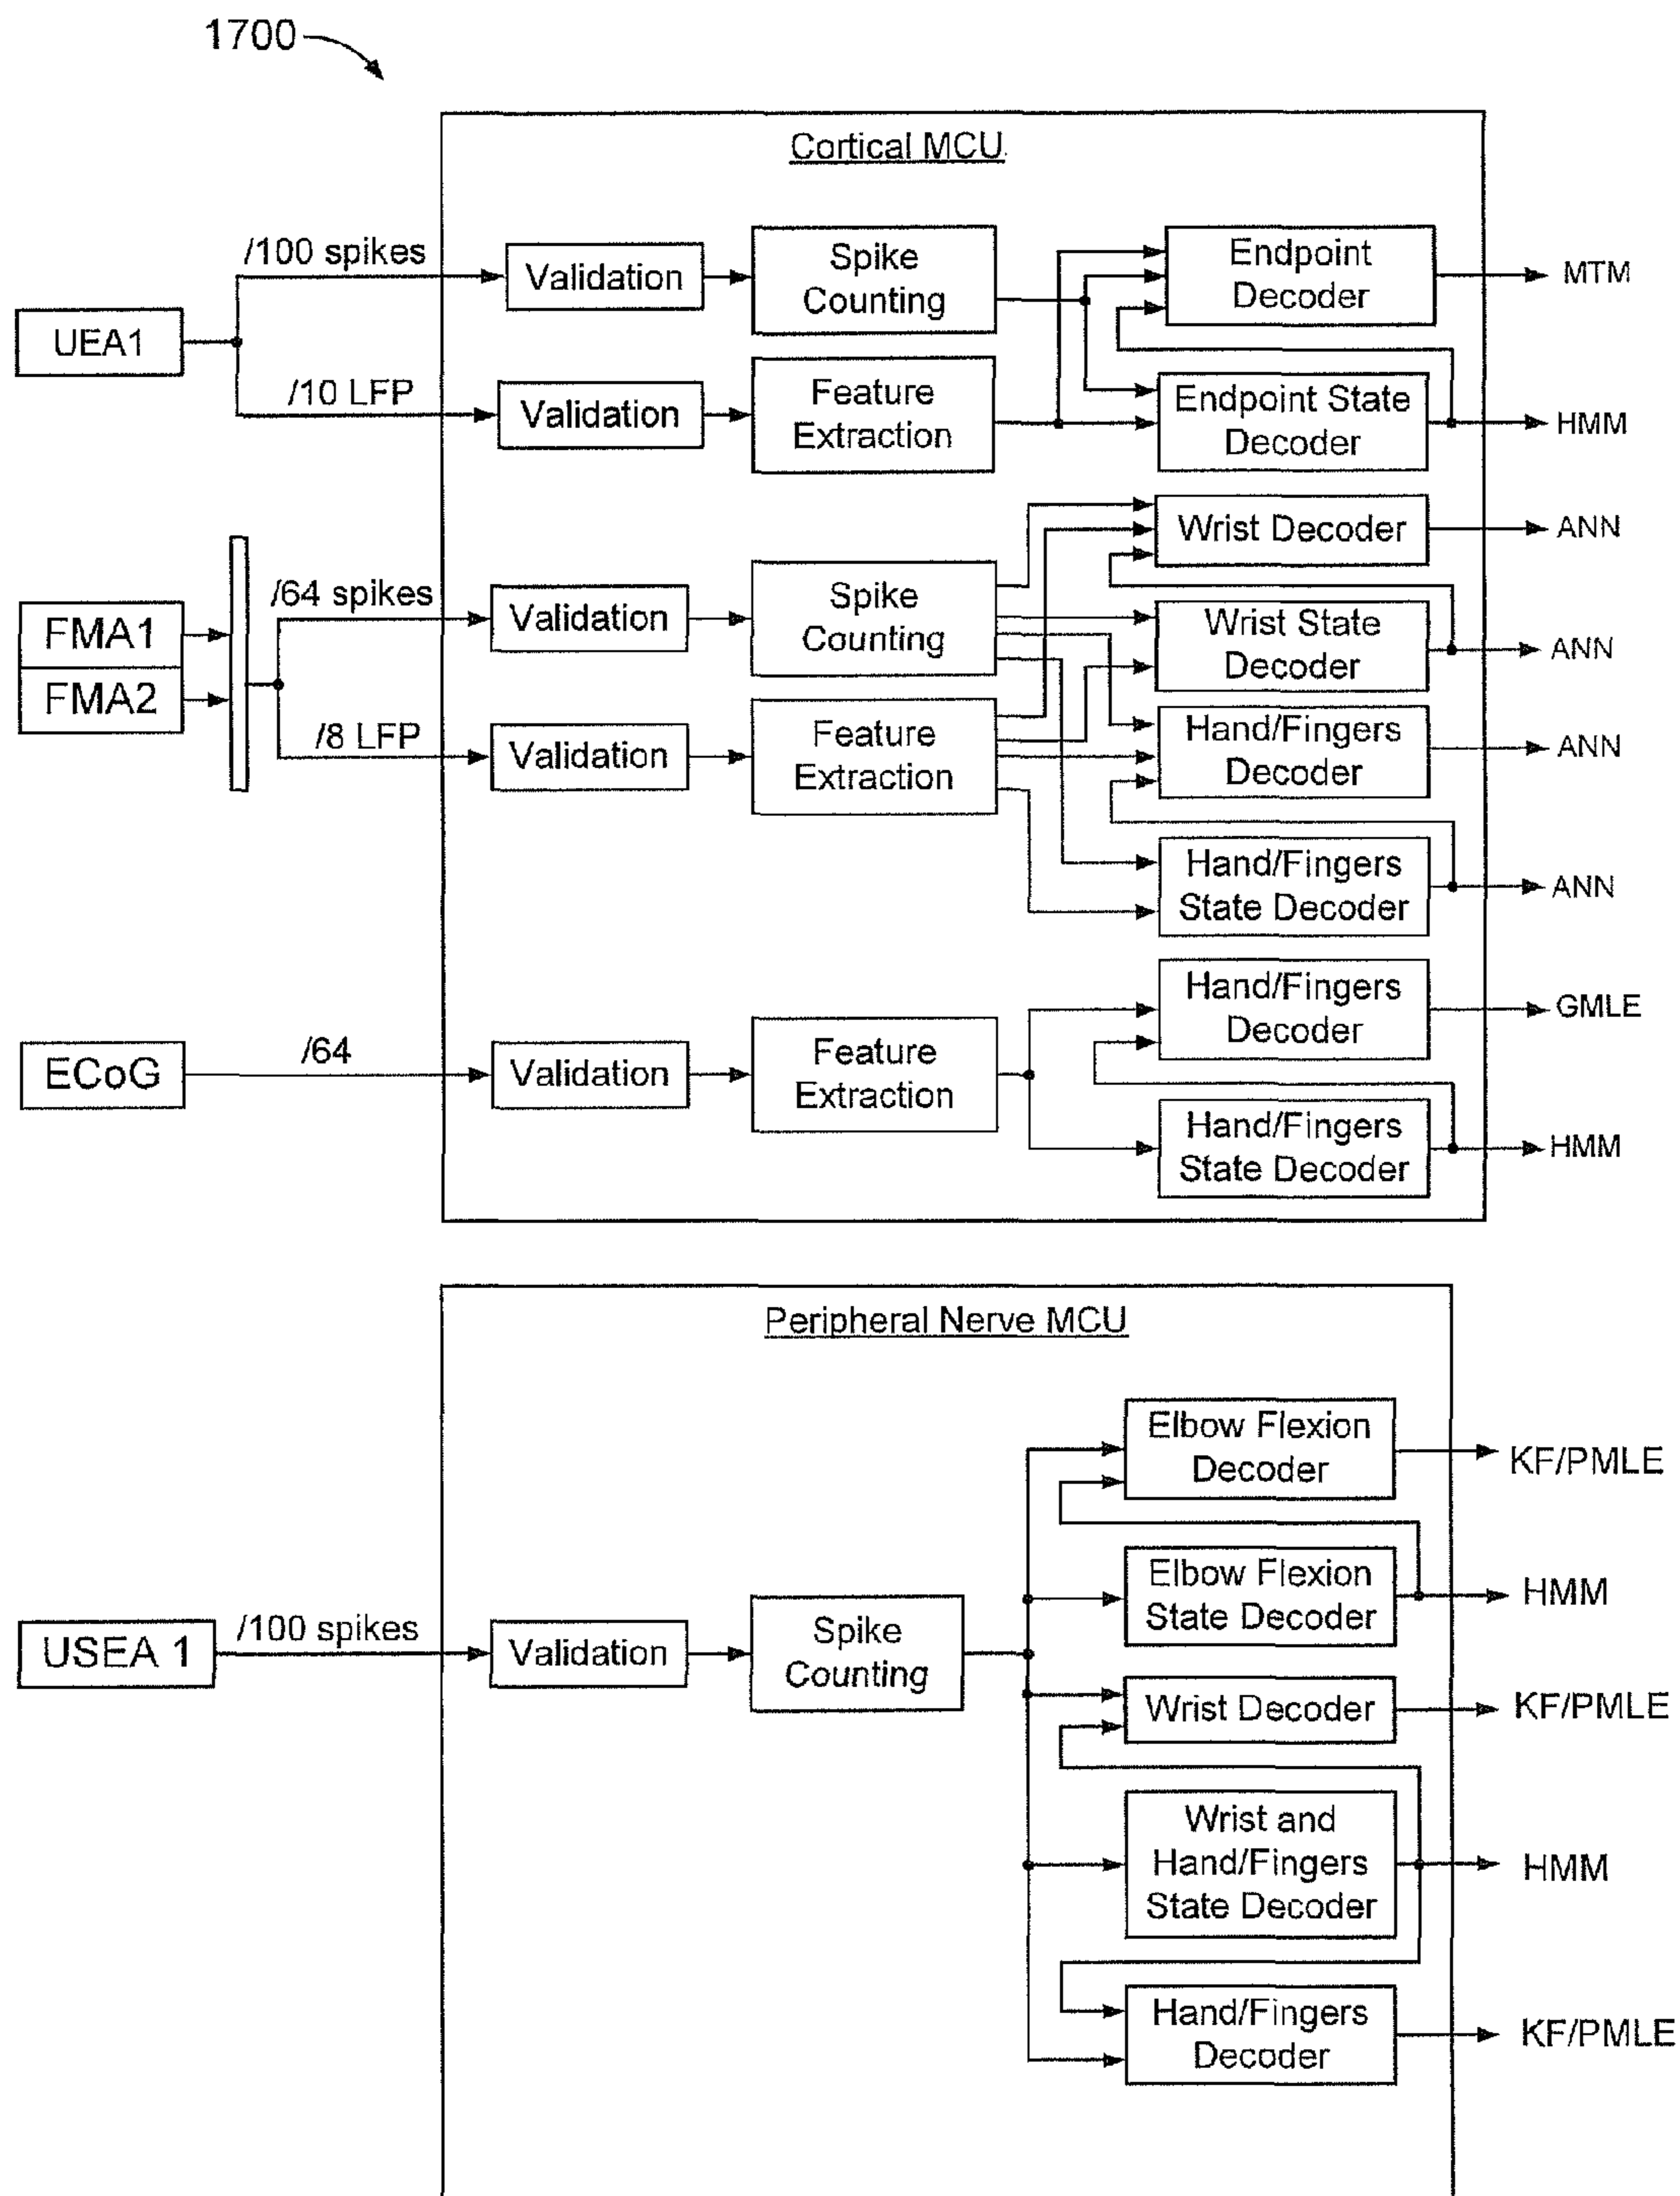 1700
Cortical MCU
/100 spikes
Validation
Spike
Counting
Endpoint
Decoder
MTM
UEA1
/10 LFP
Validation
Feature
Extraction
Endpoint State
Decoder
HMM
Wrist Decoder
ANN
FMA1
FMA2
/64 spikes
Validation
Spike
Counting
Wrist State
Decoder
ANN
/8 LFP
Validation
Feature
Extraction
Hand/Fingers
Decoder
ANN
Hand/Fingers
State Decoder
ANN
Hand/Fingers
Decoder
GMLE
ECoG
/64
Validation
Feature
Extraction
Hand/Fingers
State Decoder
HMM
Peripheral Nerve MCU
Elbow Flexion
Decoder
KF/PMLE
Elbow Flexion
State Decoder
HMM
USEA 1
/100 spikes
Validation
Spike
Counting
Wrist Decoder
KF/PMLE
Wrist and
Hand/Fingers
State Decoder
HMM
Hand/Fingers
Decoder
KF/PMLE